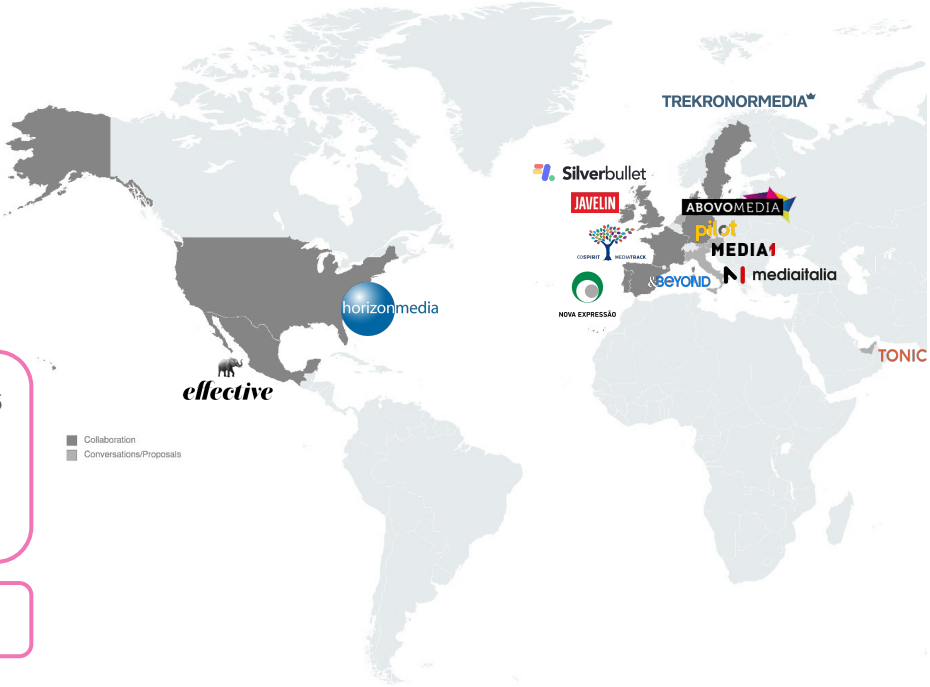 TREKRONORMEDIA
Silverbullet
JAVELIN
ABOVOMEDIA
pilot
COSPIRIT MEDIATRACK
MEDIA1
mediaitalia
BEYOND
NOVA EXPRESSÃO
horizonmedia
TONIC
effective
Collaboration
Conversations/Proposals